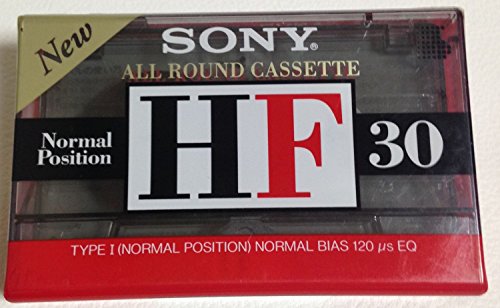 New
SONY®
ALL ROUND CASSETTE
Normal
Position
HF
30
TYPE I (NORMAL POSITION) NORMAL BIAS 120 µs EQ